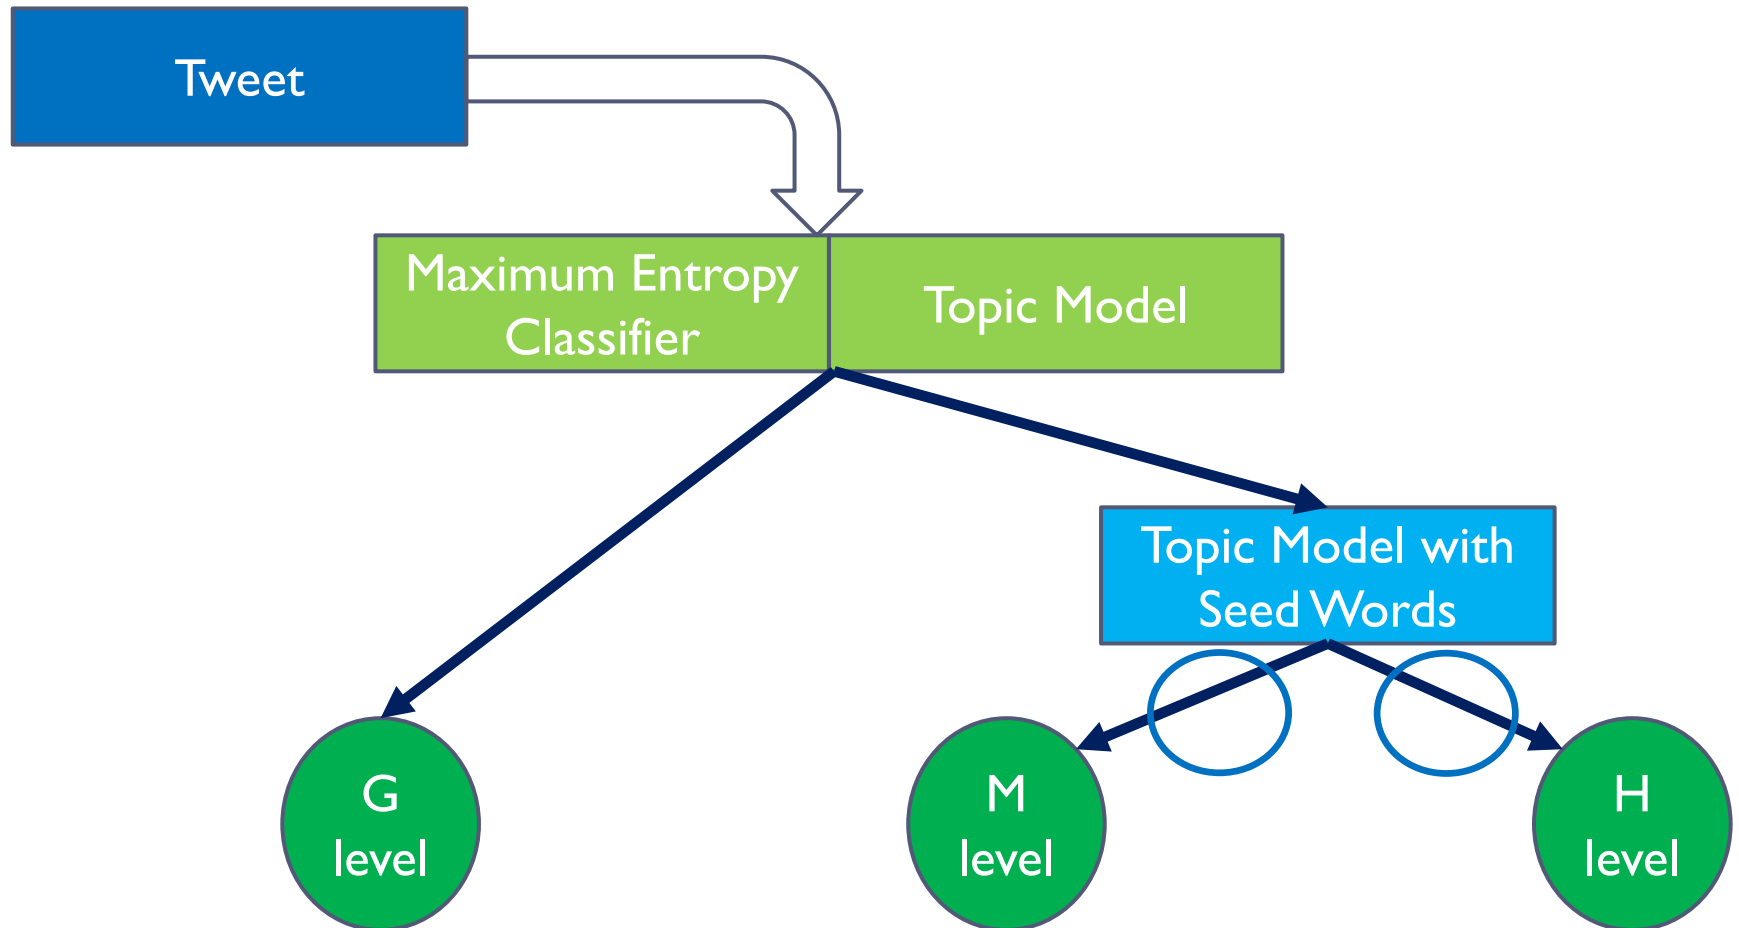 Tweet
Maximum Entropy
Classifier
Topic Model
Topic Model with
Seed Words
G
level
M
level
H
level